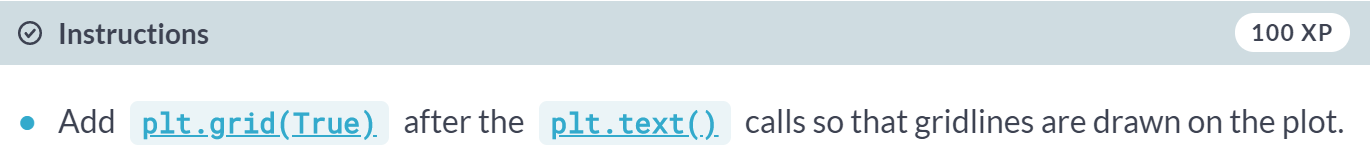 Instructions 100 XP
Add plt.grid(True) after the plt.text() calls so that gridlines are drawn on the plot.